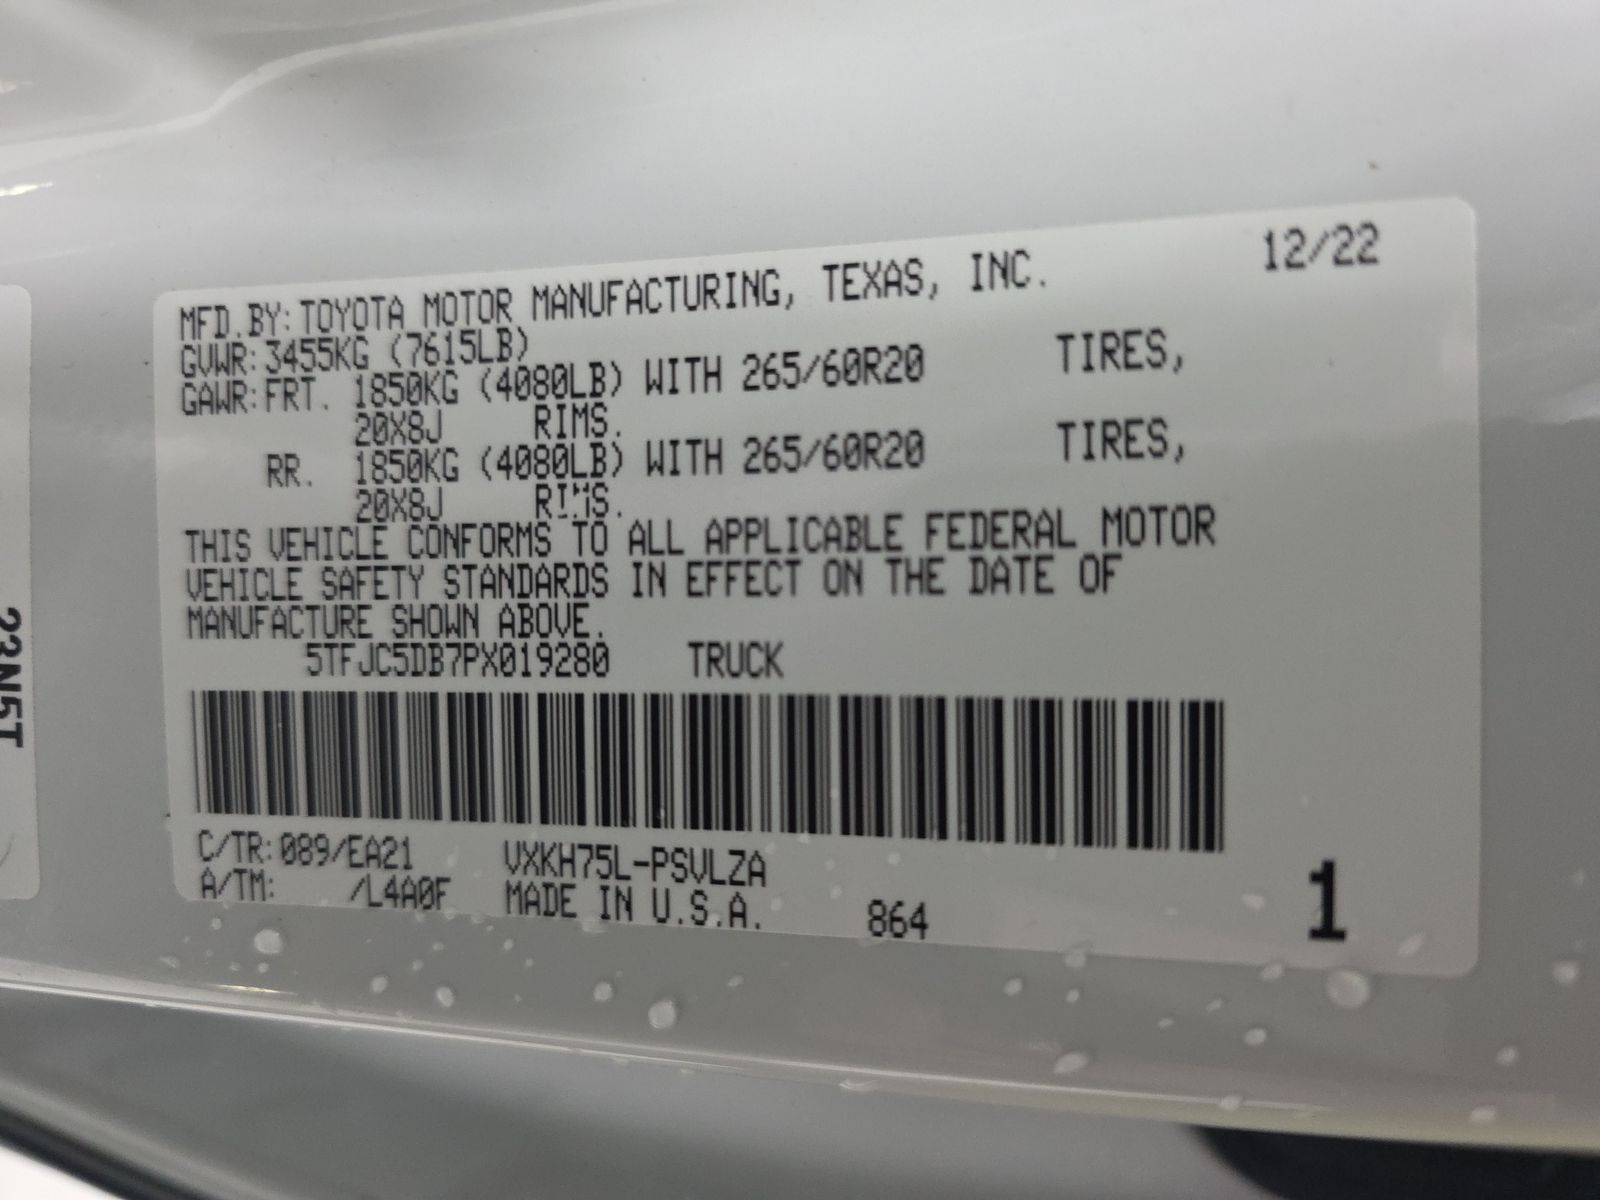 MFD.BY:TOYOTA MOTOR MANUFACTURING, TEXAS, INC. 12/22
GVWR:3455KG (7615LB)
GAWR:FRT. 1850KG (4080LB) WITH 265/60R20 TIRES,
20X8J RIMS.
RR. 1850KG (4080LB) WITH 265/60R20 TIRES,
20X8J RIMS.
THIS VEHICLE CONFORMS TO ALL APPLICABLE FEDERAL MOTOR
VEHICLE SAFETY STANDARDS IN EFFECT ON THE DATE OF
MANUFACTURE SHOWN ABOVE.
5TFJC5DB7PX019280 TRUCK
C/TR:089/EA21 VXKH75L-PSVLZA
A/TM: /L4A0F MADE IN U.S.A. 864 1
23N5T